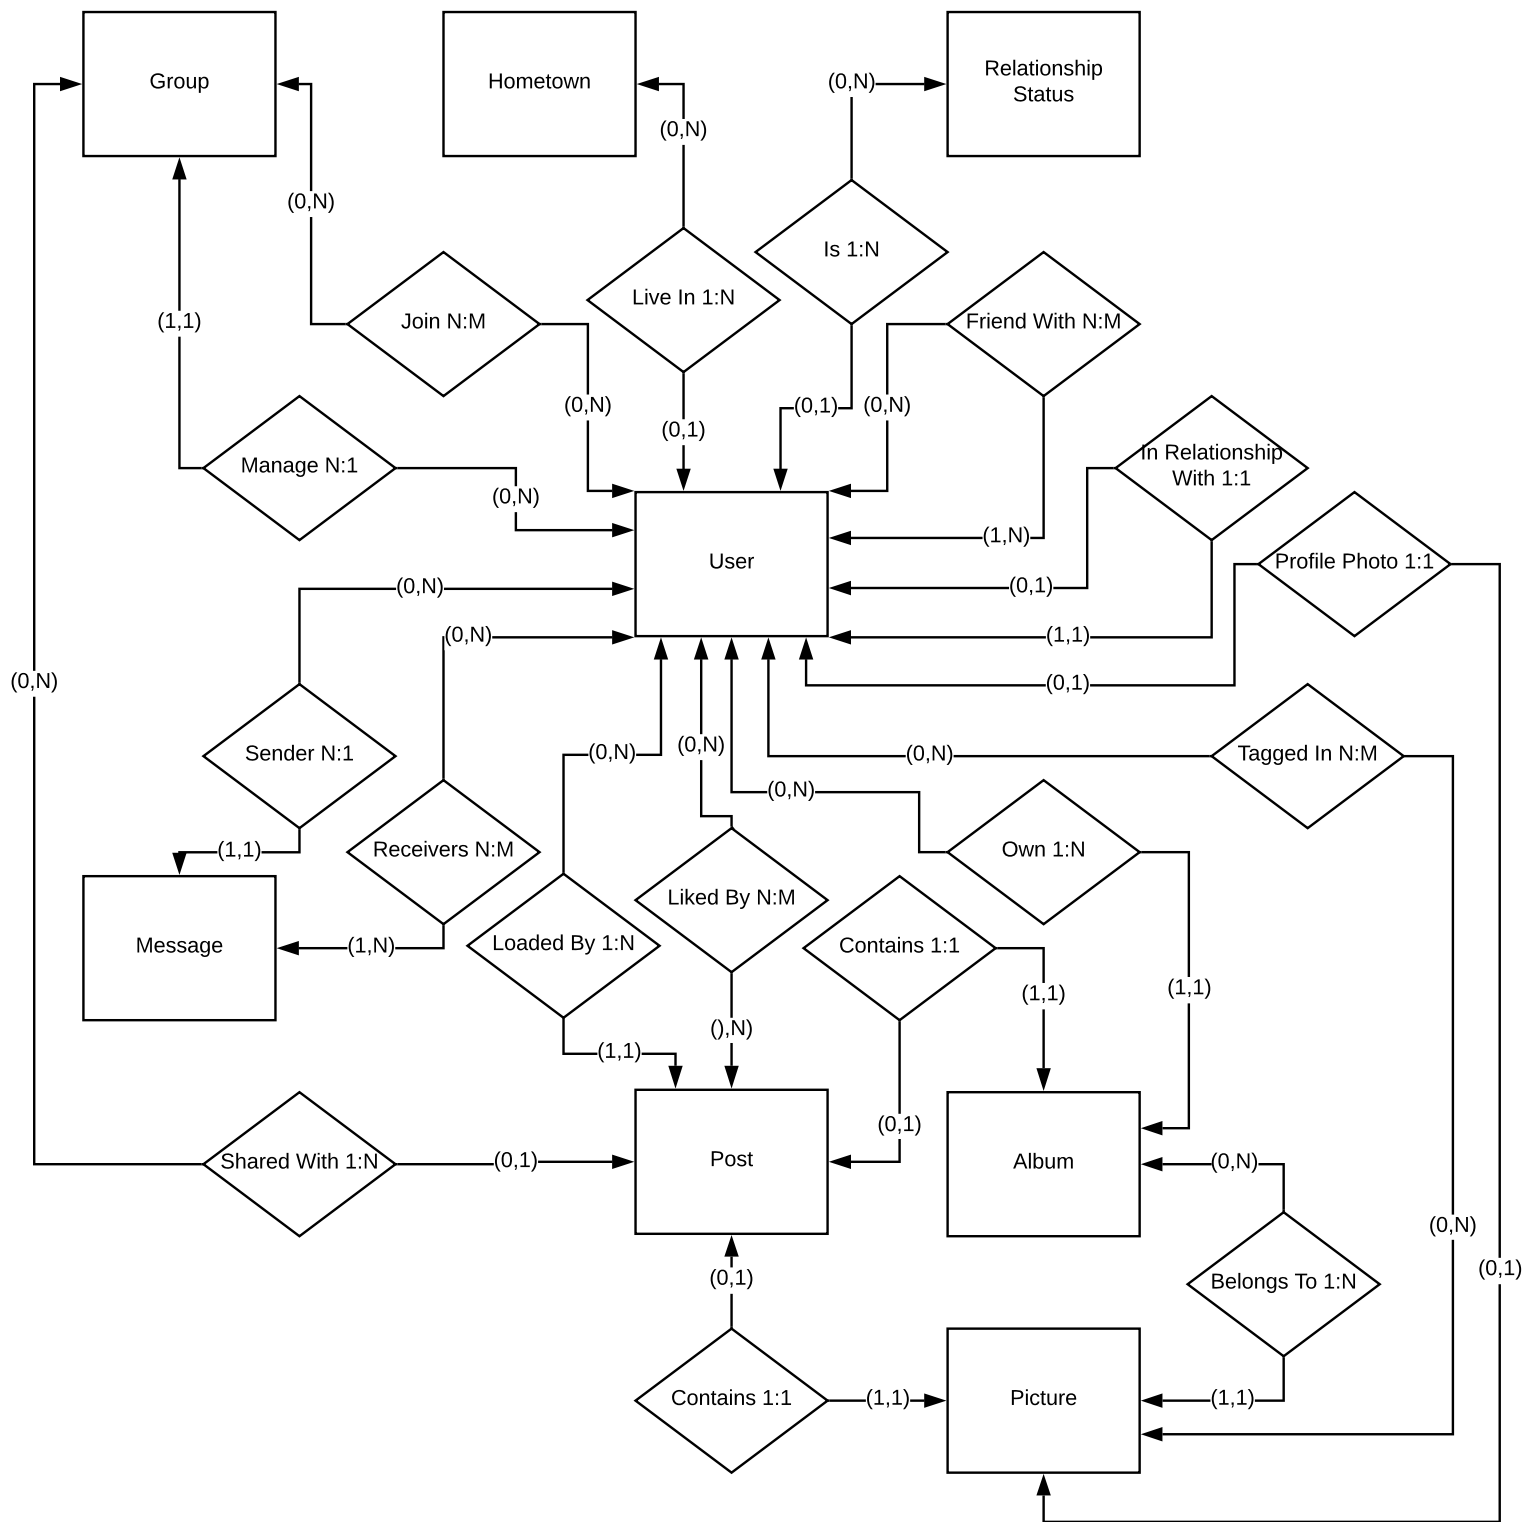 Group
Hometown
Relationship
Status
(0,N)
(0,N)
(0,N)
Is 1:N
Live In 1:N
(1,1)
Join N:M
Friend With N:M
(0,N)
(0,1)
(0,1)
(0,N)
Manage N:1
(0,N)
In Relationship
With 1:1
(1,N)
User
Profile Photo 1:1
(0,N)
(0,1)
(0,N)
(1,1)
(0,N)
(0,1)
Sender N:1
(0,N)
(0,N)
(0,N)
Tagged In N:M
(0,N)
(1,1)
Receivers N:M
Own 1:N
Liked By N:M
Message
(1,N)
Loaded By 1:N
Contains 1:1
(1,1)
(1,1)
(),N)
(1,1)
(0,1)
Shared With 1:N
(0,1)
Post
Album
(0,N)
(0,N)
(0,1)
Belongs To 1:N
(0,1)
Contains 1:1
(1,1)
Picture
(1,1)